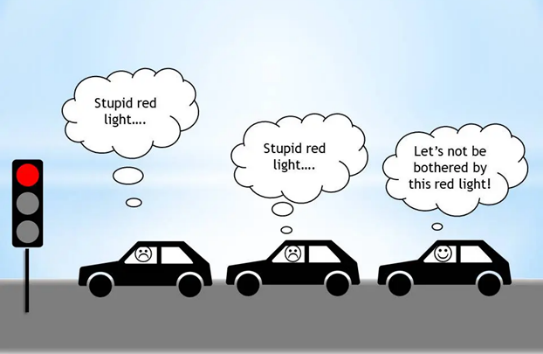 Stupid red
light....
Stupid red
light....
Let's not be
bothered by
this red light!